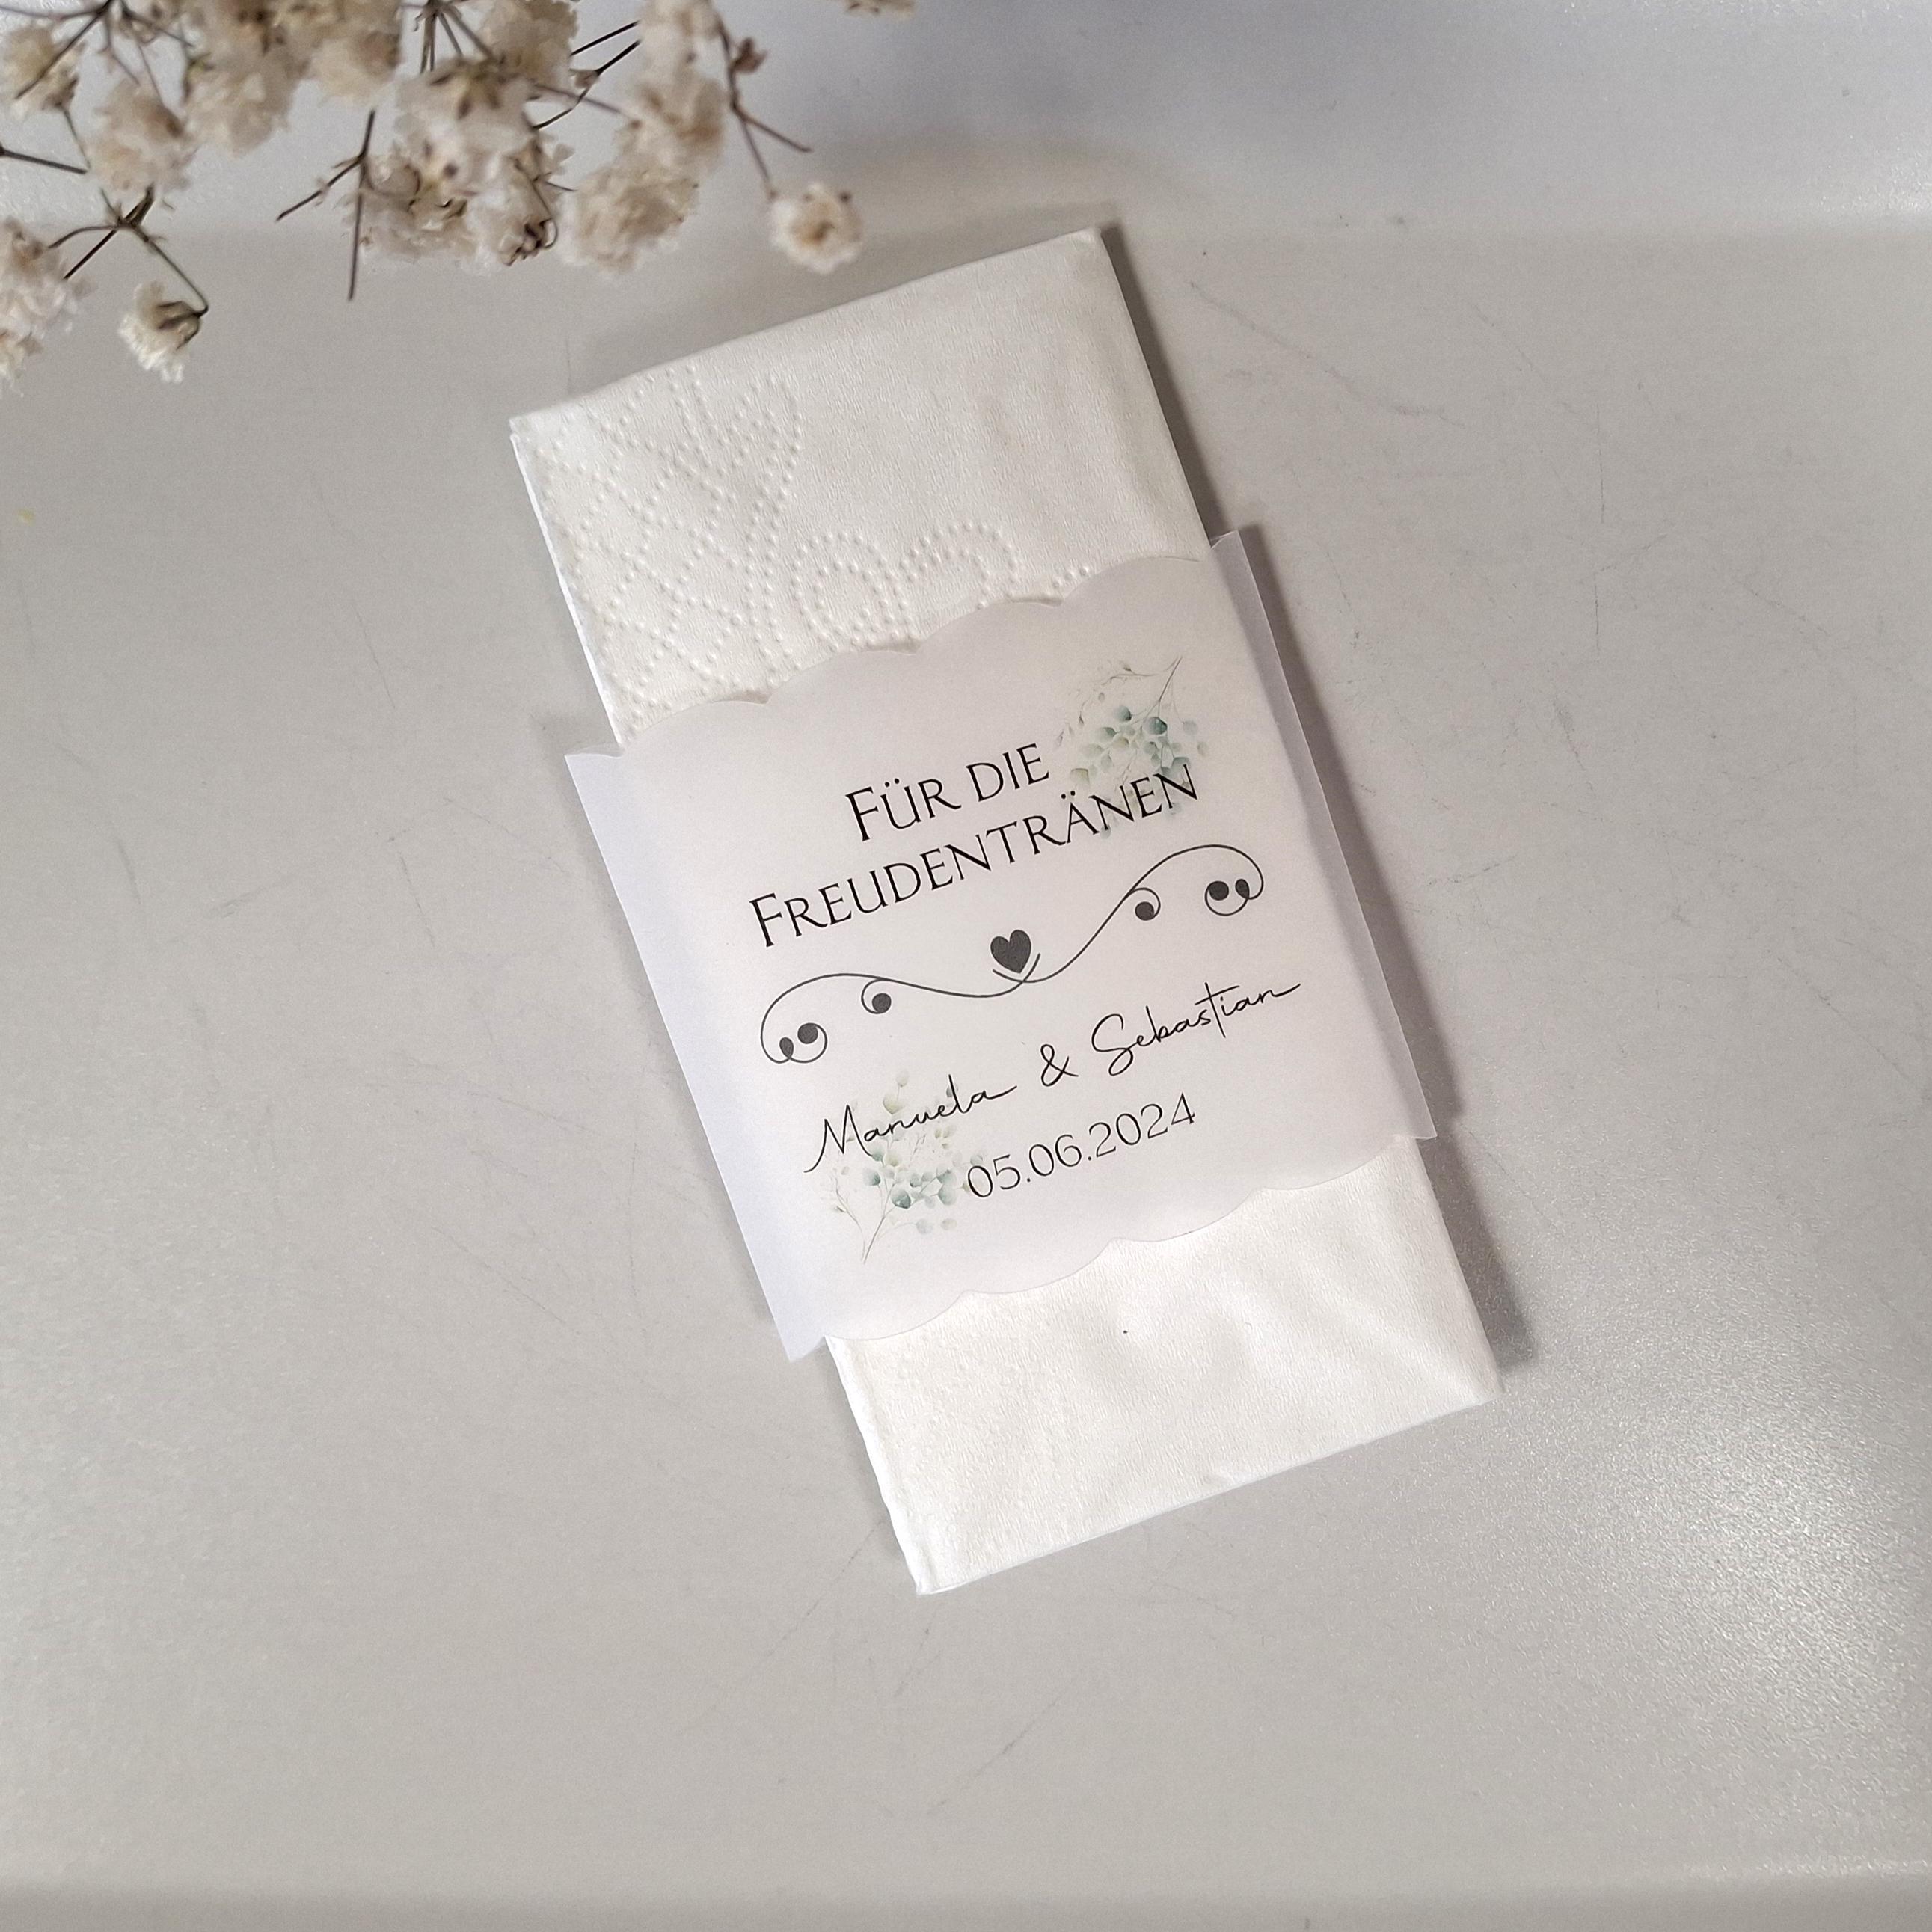 FÜR DIE
FREUDENTRÄNEN
Manuela & Sebastian
05.06.2024